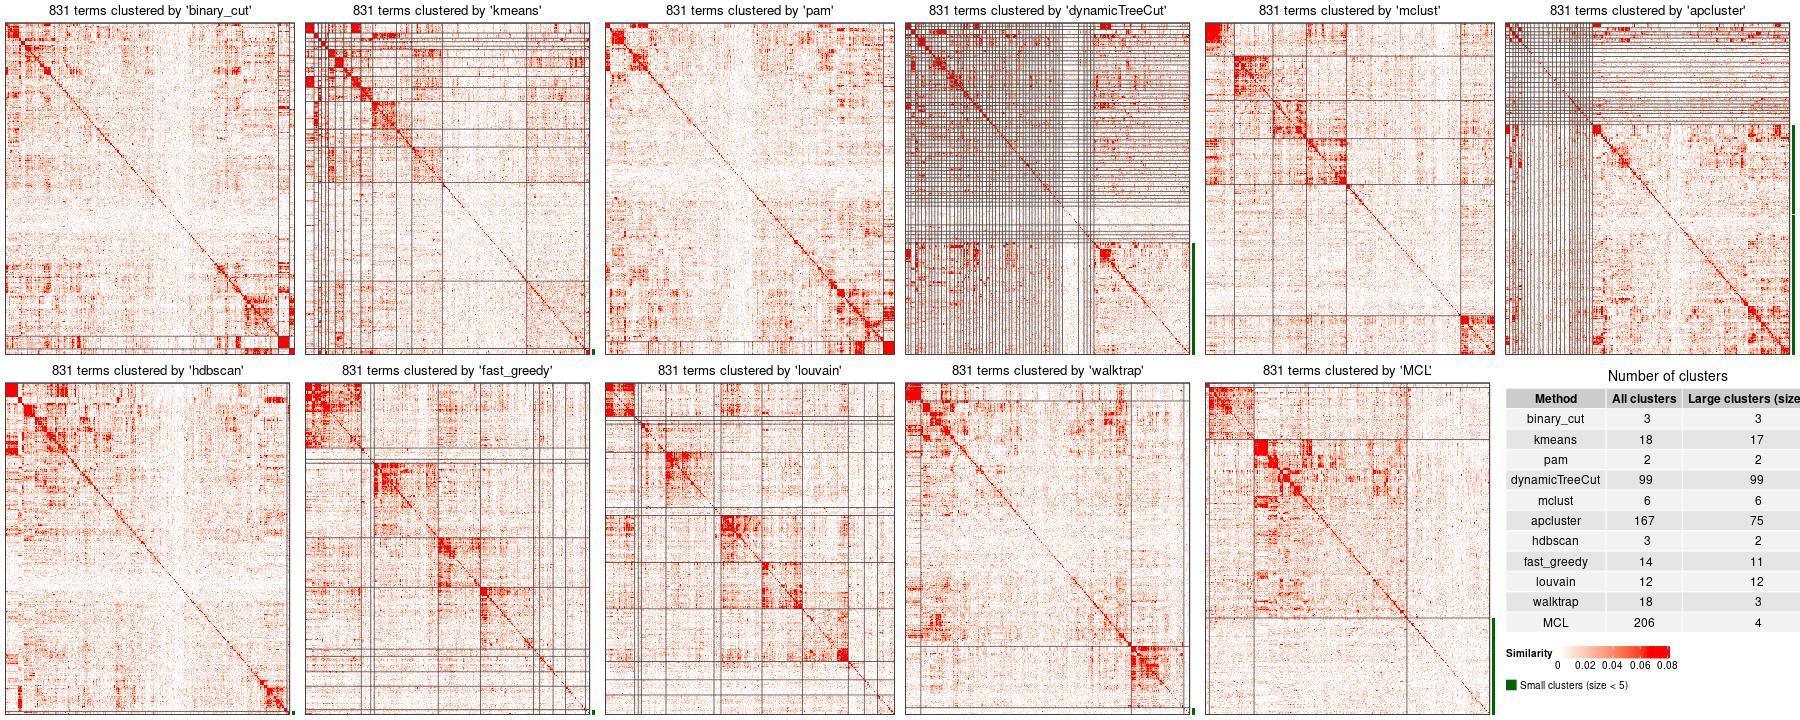 831 terms clustered by 'binary_cut'
831 terms clustered by 'kmeans'
831 terms clustered by 'pam'
831 terms clustered by 'dynamicTreeCut'
831 terms clustered by 'mclust'
831 terms clustered by 'apcluster'
831 terms clustered by 'hdbscan'
831 terms clustered by 'fast_greedy'
831 terms clustered by 'louvain'
831 terms clustered by 'walktrap'
831 terms clustered by 'MCL'
Number of clusters
Method All clusters Large clusters (size
binary_cut 3 3
kmeans 18 17
pam 2 2
dynamicTreeCut 99 99
mclust 6 6
apcluster 167 75
hdbscan 3 2
fast_greedy 14 11
louvain 12 12
walktrap 18 3
MCL 206 4
Similarity
0 0.02 0.04 0.06 0.08
Small clusters (size < 5)